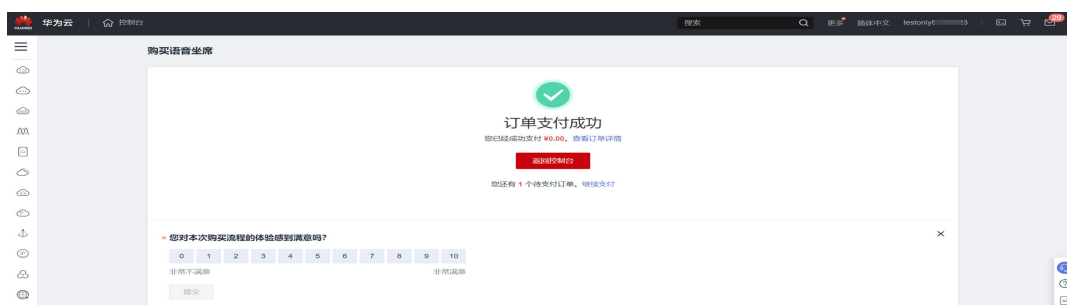 HUAWEI 华为云 控制台 搜索 更多 简体中文 29
购买语音坐席
订单支付成功
您已经成功支付 ¥0.00。查看订单详情
返回控制台
您还有 1 个待支付订单。继续支付
* 您对本次购买流程的体验感到满意吗?
0 1 2 3 4 5 6 7 8 9 10
非常不满意 非常满意
提交